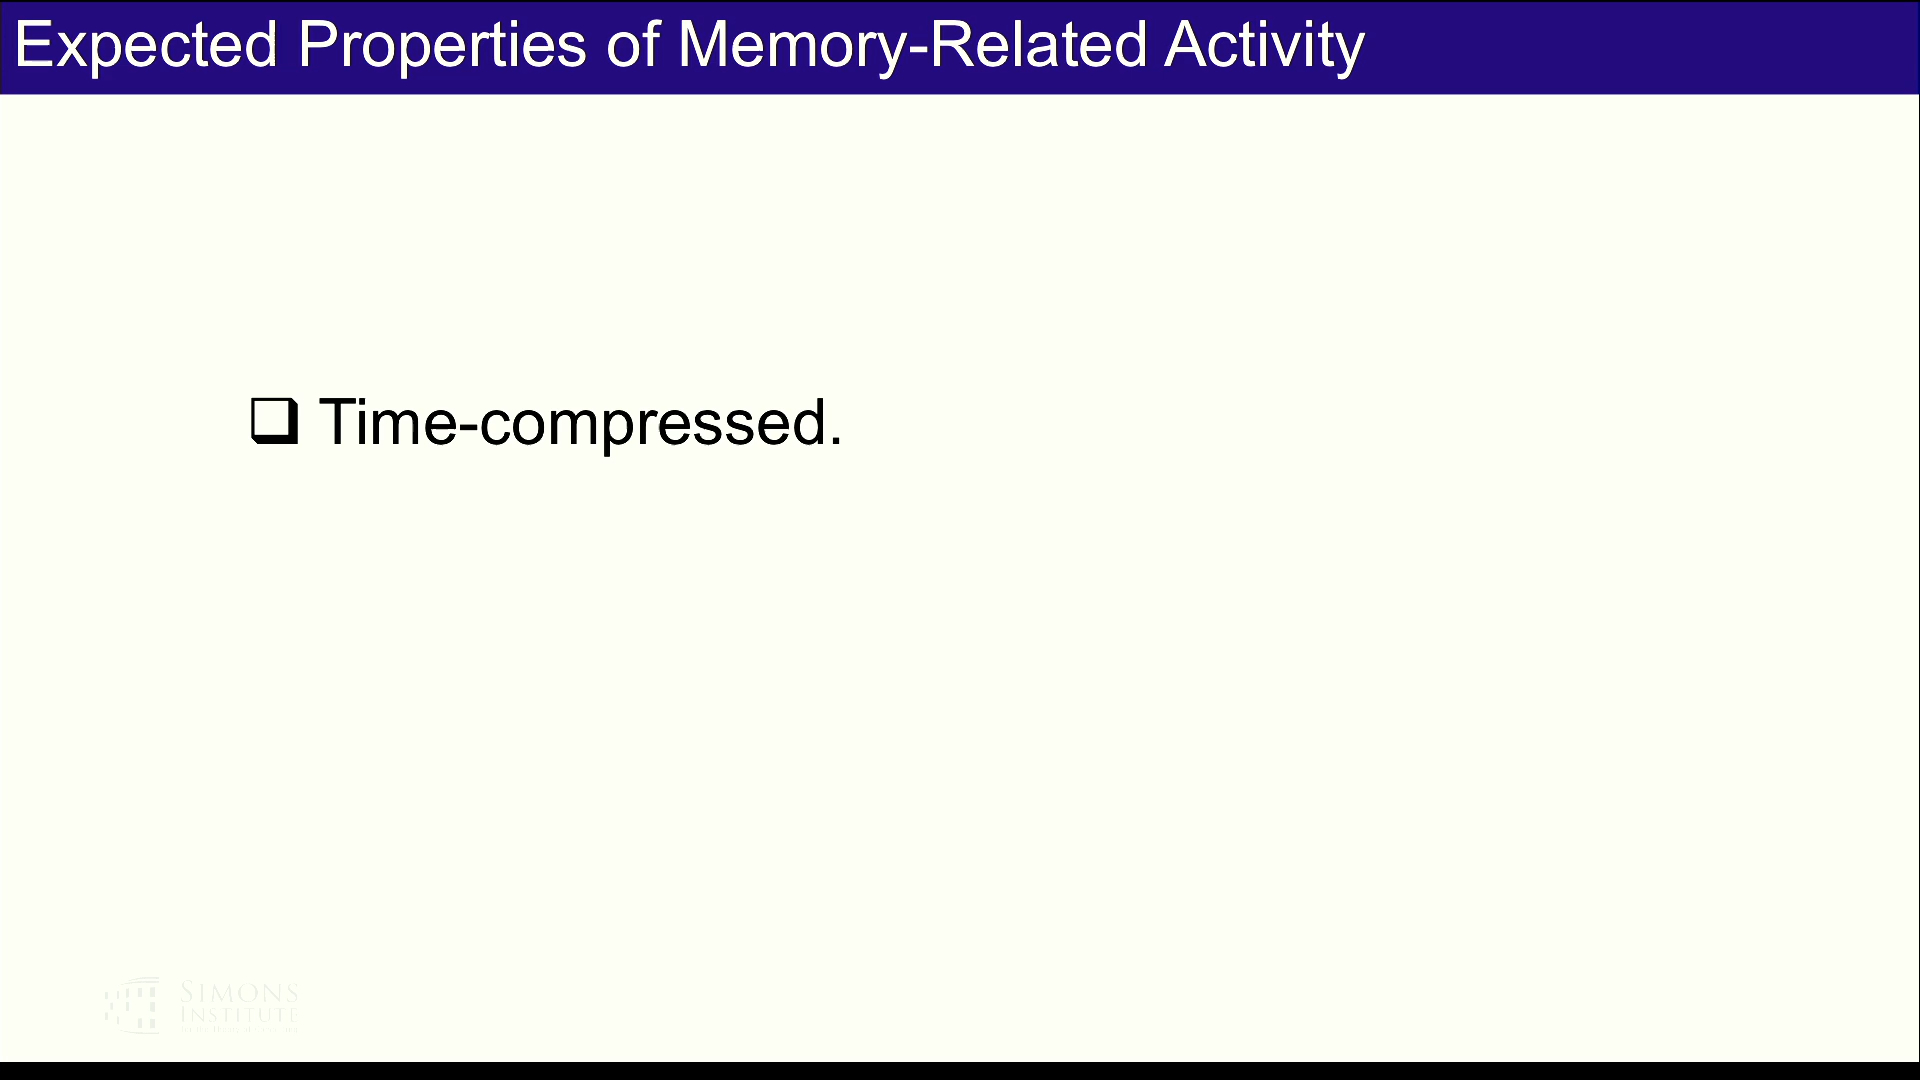 Expected Properties of Memory-Related Activity
❑ Time-compressed.
SIMONS
INSTITUTE